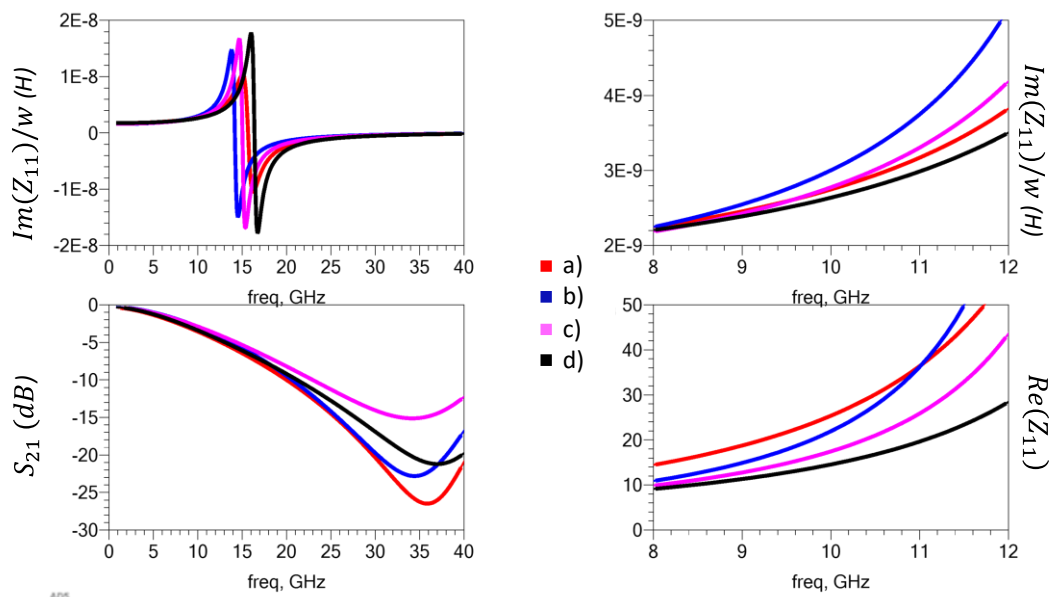 Im(Z₁₁)/w (H)
2E-8
1E-8
0
-1E-8
-2E-8
0 5 10 15 20 25 30 35 40
freq, GHz
5E-9
4E-9
3E-9
2E-9
8 9 10 11 12
freq, GHz
Im(Z₁₁)/w (H)
a)
b)
c)
d)
S₂₁ (dB)
0
-5
-10
-15
-20
-25
-30
0 5 10 15 20 25 30 35 40
freq, GHz
50
40
30
20
10
0
8 9 10 11 12
freq, GHz
Re(Z₁₁)